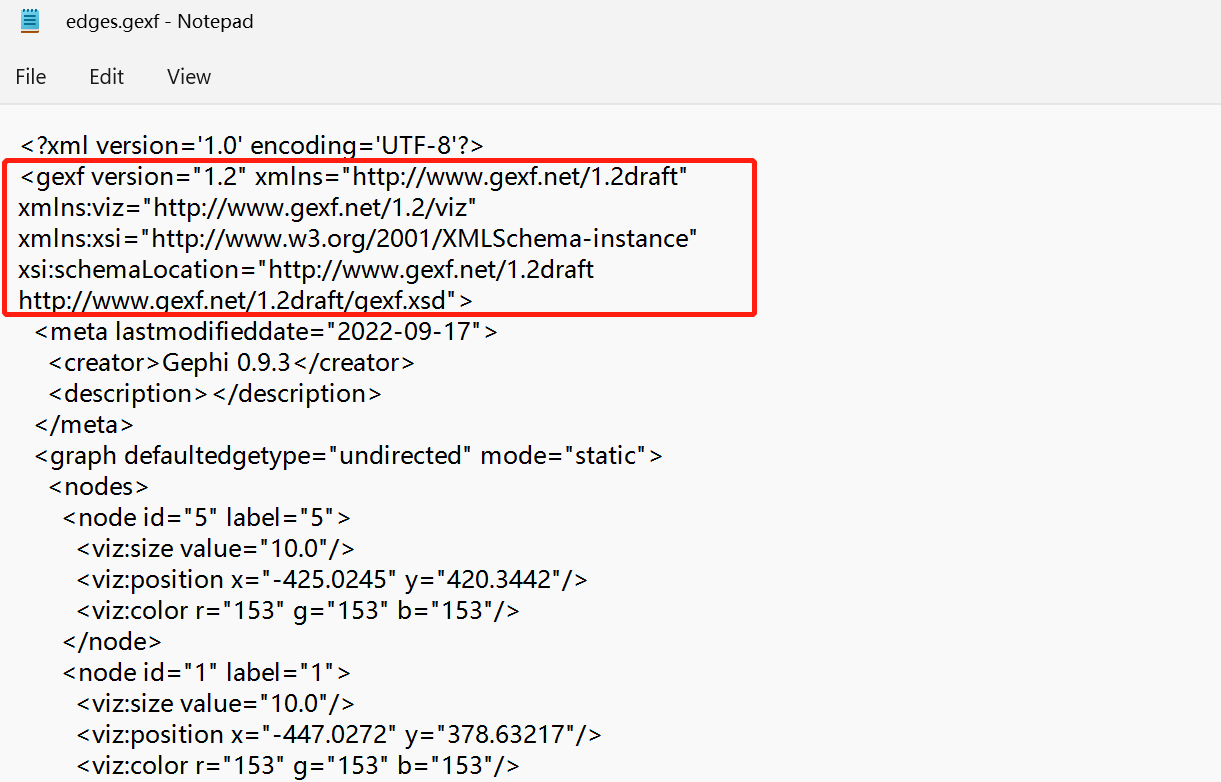 edges.gexf - Notepad
File Edit View
<?xml version='1.0' encoding='UTF-8'?>
<gexf version="1.2" xmlns="http://www.gexf.net/1.2draft"
xmlns:viz="http://www.gexf.net/1.2/viz"
xmlns:xsi="http://www.w3.org/2001/XMLSchema-instance"
xsi:schemaLocation="http://www.gexf.net/1.2draft
http://www.gexf.net/1.2draft/gexf.xsd">
<meta lastmodifieddate="2022-09-17">
<creator>Gephi 0.9.3</creator>
<description></description>
</meta>
<graph defaultedgetype="undirected" mode="static">
<nodes>
<node id="5" label="5">
<viz:size value="10.0"/>
<viz:position x="-425.0245" y="420.3442"/>
<viz:color r="153" g="153" b="153"/>
</node>
<node id="1" label="1">
<viz:size value="10.0"/>
<viz:position x="-447.0272" y="378.63217"/>
<viz:color r="153" g="153" b="153"/>